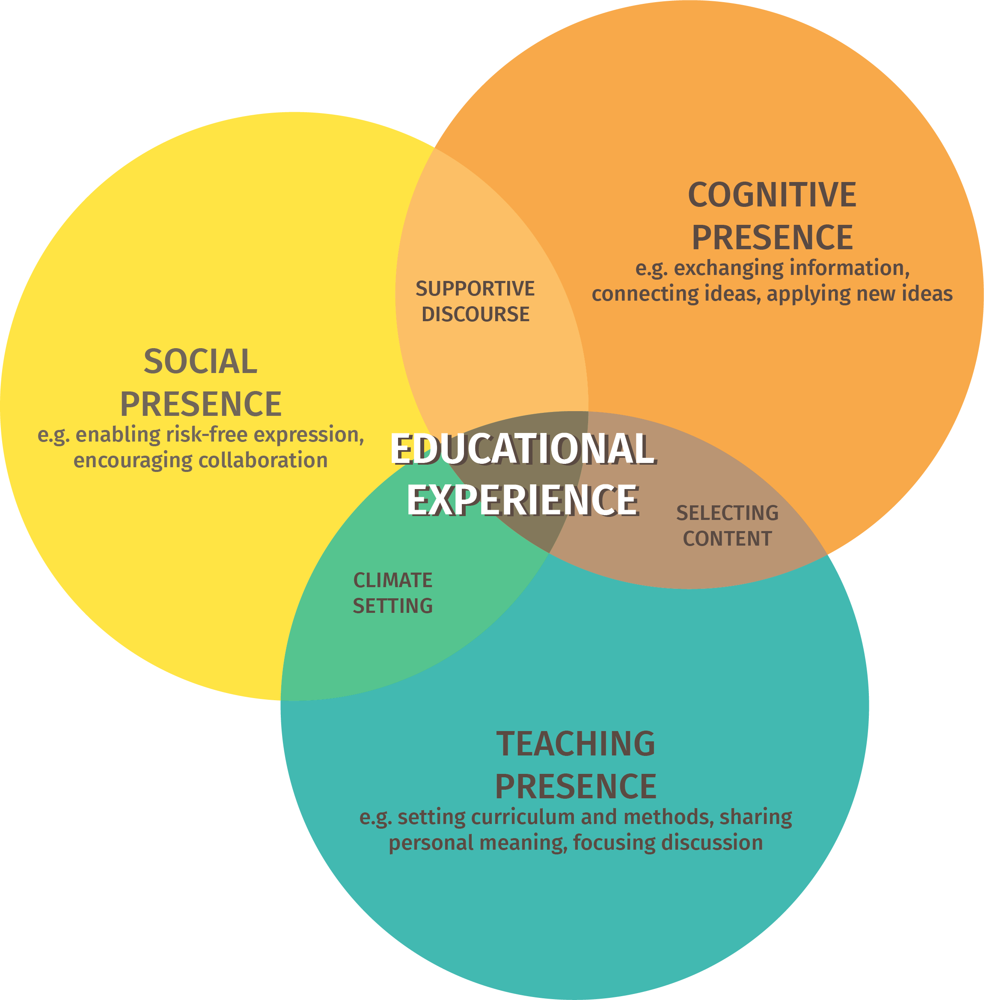 COGNITIVE
PRESENCE
e.g. exchanging information,
connecting ideas, applying new ideas
SUPPORTIVE
DISCOURSE
SOCIAL
PRESENCE
e.g. enabling risk-free expression,
encouraging collaboration
EDUCATIONAL
EXPERIENCE
SELECTING
CONTENT
CLIMATE
SETTING
TEACHING
PRESENCE
e.g. setting curriculum and methods, sharing
personal meaning, focusing discussion